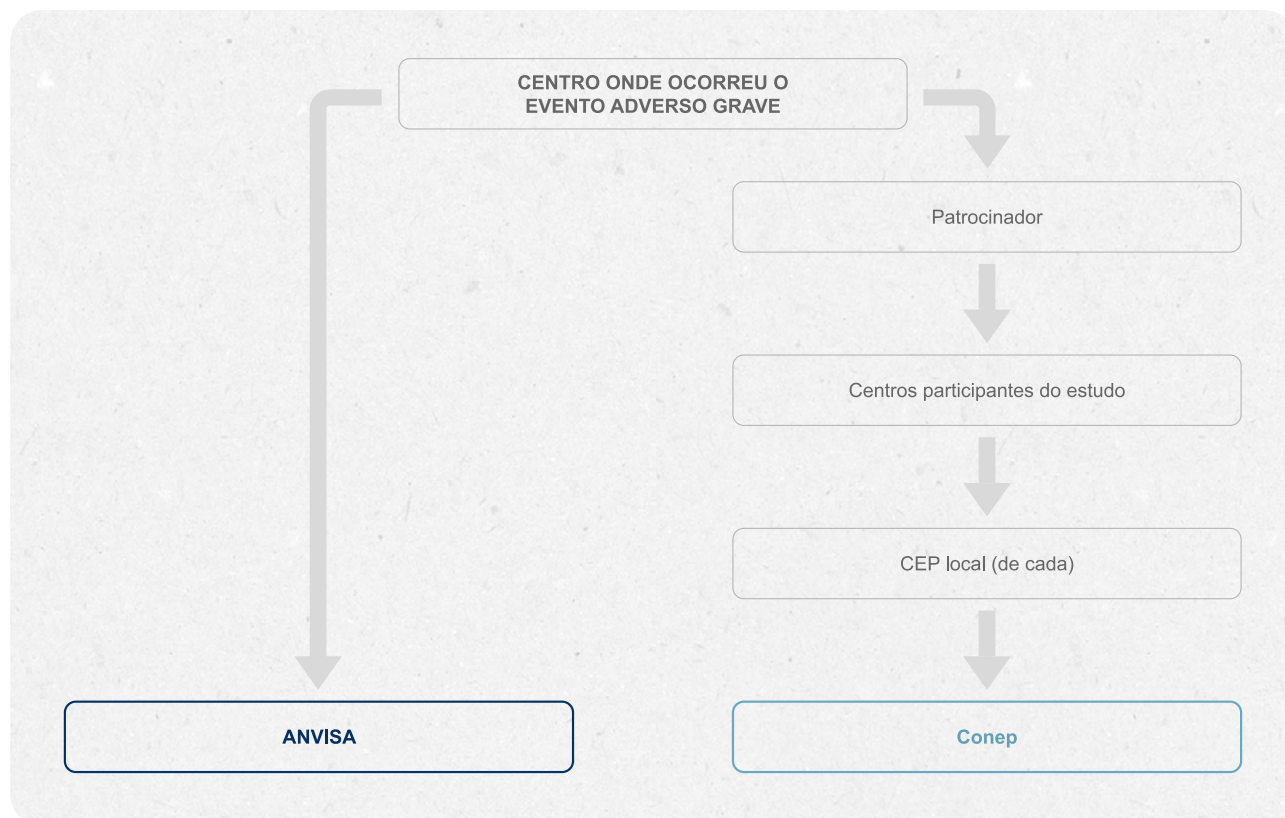 CENTRO ONDE OCORREU O
EVENTO ADVERSO GRAVE
Patrocinador
Centros participantes do estudo
CEP local (de cada)
ANVISA
Conep